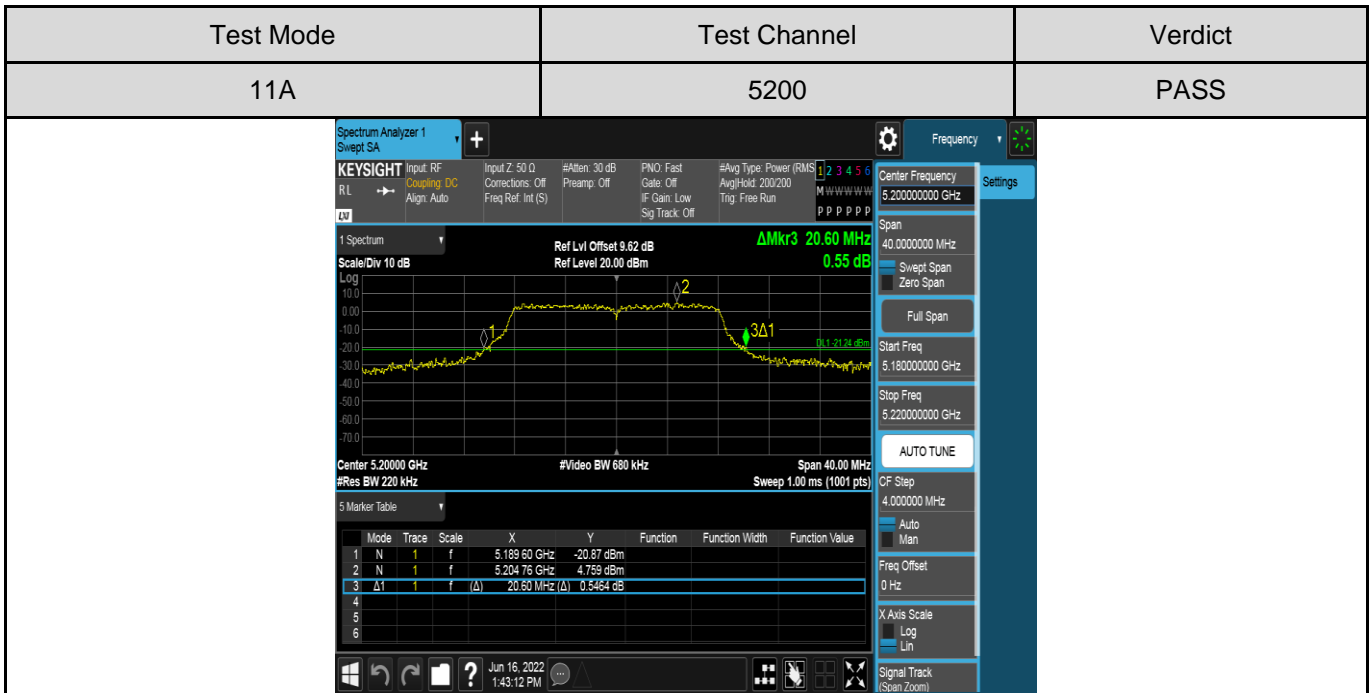 Test Mode Test Channel Verdict
11A 5200 PASS
Spectrum Analyzer 1
Swept SA
+
Frequency
KEYSIGHT Input: RF Input Z: 50 Ω #Atten: 30 dB PNO: Fast #Avg Type: Power (RMS 1 2 3 4 5 6
RL Coupling: DC Corrections: Off Preamp: Off Gate: Off Avg|Hold: 200/200 M W W W W W
Align: Auto Freq Ref: Int (S) IF Gain: Low Trig: Free Run
LXI Sig Track: Off P P P P P P
1 Spectrum
Ref Lvl Offset 9.62 dB
ΔMkr3 20.60 MHz
Scale/Div 10 dB Ref Level 20.00 dBm 0.55 dB
Log
10.0
0.00
-10.0
-20.0
-30.0
-40.0
-50.0
-60.0
-70.0
1
2
3Δ1
DL1 -21.24 dBm
Center 5.20000 GHz #Video BW 680 kHz Span 40.00 MHz
#Res BW 220 kHz Sweep 1.00 ms (1001 pts)
5 Marker Table
Mode Trace Scale X Y Function Function Width Function Value
1 N 1 f 5.189 60 GHz -20.87 dBm
2 N 1 f 5.204 76 GHz 4.759 dBm
3 Δ1 1 f (Δ) 20.60 MHz (Δ) 0.5464 dB
4
5
6
?
Jun 16, 2022
1:43:12 PM
Center Frequency
5.200000000 GHz
Settings
Span
40.0000000 MHz
Swept Span
Zero Span
Full Span
Start Freq
5.180000000 GHz
Stop Freq
5.220000000 GHz
AUTO TUNE
CF Step
4.000000 MHz
Auto
Man
Freq Offset
0 Hz
X Axis Scale
Log
Lin
Signal Track
(Span Zoom)